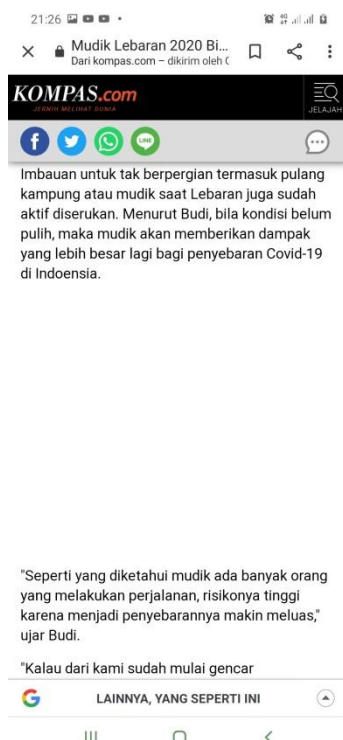 21:26
Mudik Lebaran 2020 Bi...
Dari kompas.com – dikirim oleh G
KOMPAS.com
JERNIH MELIHAT DUNIA
JELAJAH
LINE
Imbauan untuk tak berpergian termasuk pulang
kampung atau mudik saat Lebaran juga sudah
aktif diserukan. Menurut Budi, bila kondisi belum
pulih, maka mudik akan memberikan dampak
yang lebih besar lagi bagi penyebaran Covid-19
di Indoensia.
"Seperti yang diketahui mudik ada banyak orang
yang melakukan perjalanan, risikonya tinggi
karena menjadi penyebarannya makin meluas,"
ujar Budi.
"Kalau dari kami sudah mulai gencar
LAINNYA, YANG SEPERTI INI